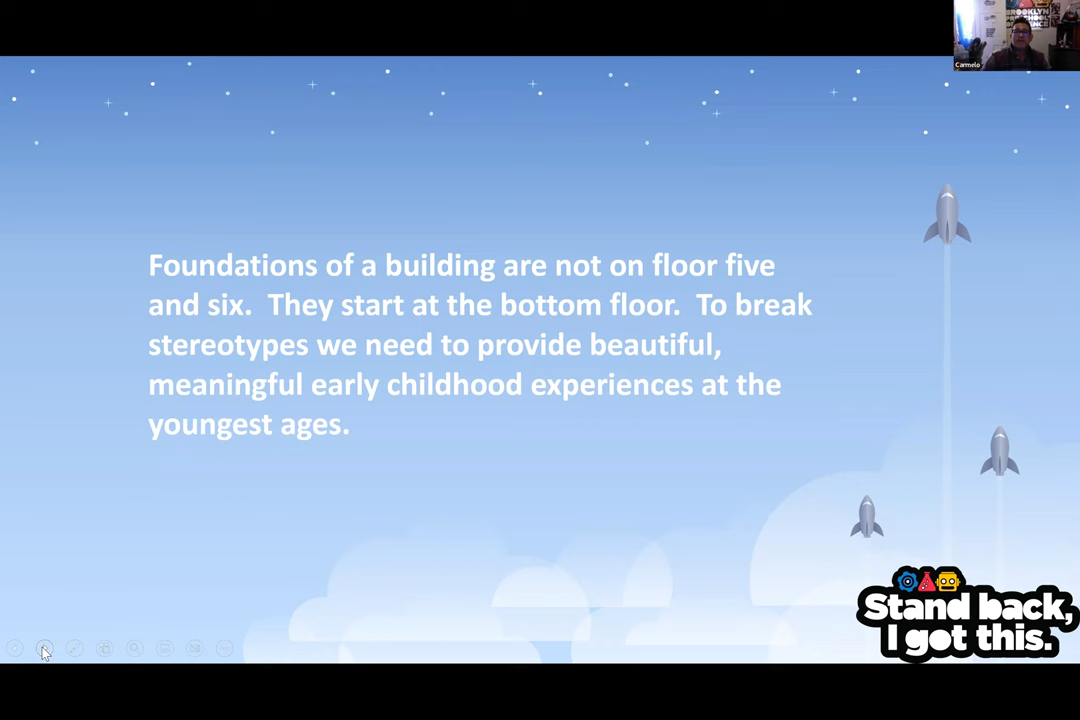 BROOKLYN
Carmelo
Foundations of a building are not on floor five
and six.  They start at the bottom floor.  To break
stereotypes we need to provide beautiful,
meaningful early childhood experiences at the
youngest ages.
Stand back,
I got this.